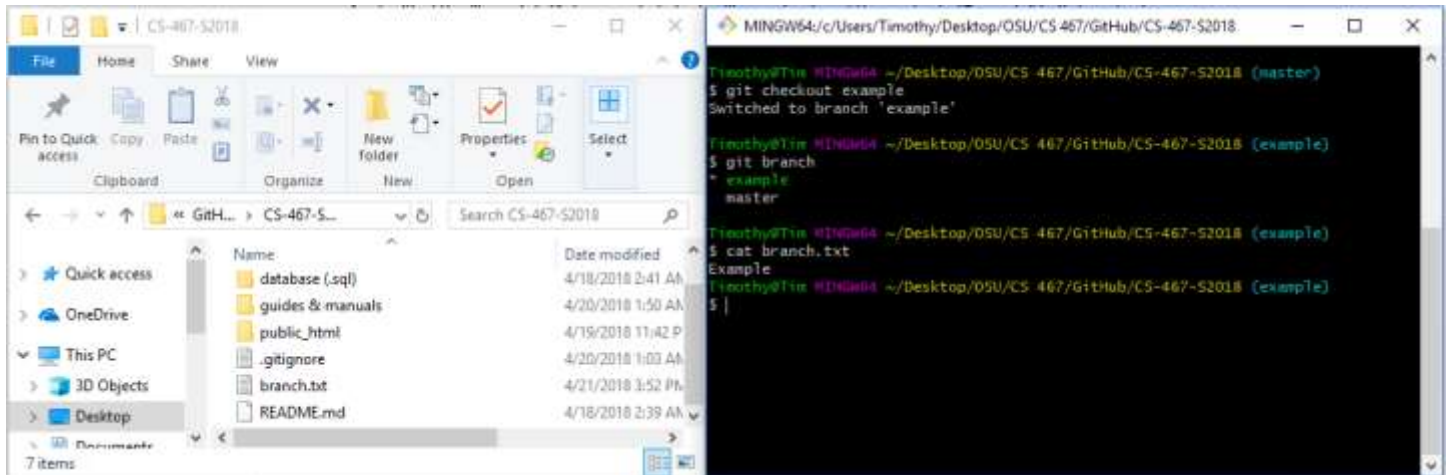 CS-467-S2018
File Home Share View
Pin to Quick access
Copy
Paste
New folder
Properties
Select
Clipboard
Organize
New
Open
« GitH... › CS-467-S...
Search CS-467-S2018
Name Date modified
Quick access
OneDrive
This PC
3D Objects
Desktop
Documents
database (.sql) 4/18/2018 2:41 AM
guides & manuals 4/20/2018 1:50 AM
public_html 4/19/2018 11:42 P
.gitignore 4/20/2018 1:03 AM
branch.txt 4/21/2018 3:52 PM
README.md 4/18/2018 2:39 AM
7 items
MINGW64:/c/Users/Timothy/Desktop/OSU/CS 467/GitHub/CS-467-S2018
Timothy@Tim MINGW64 ~/Desktop/OSU/CS 467/GitHub/CS-467-S2018 (master)
$ git checkout example
Switched to branch 'example'
Timothy@Tim MINGW64 ~/Desktop/OSU/CS 467/GitHub/CS-467-S2018 (example)
$ git branch
* example
master
Timothy@Tim MINGW64 ~/Desktop/OSU/CS 467/GitHub/CS-467-S2018 (example)
$ cat branch.txt
Example
Timothy@Tim MINGW64 ~/Desktop/OSU/CS 467/GitHub/CS-467-S2018 (example)
$